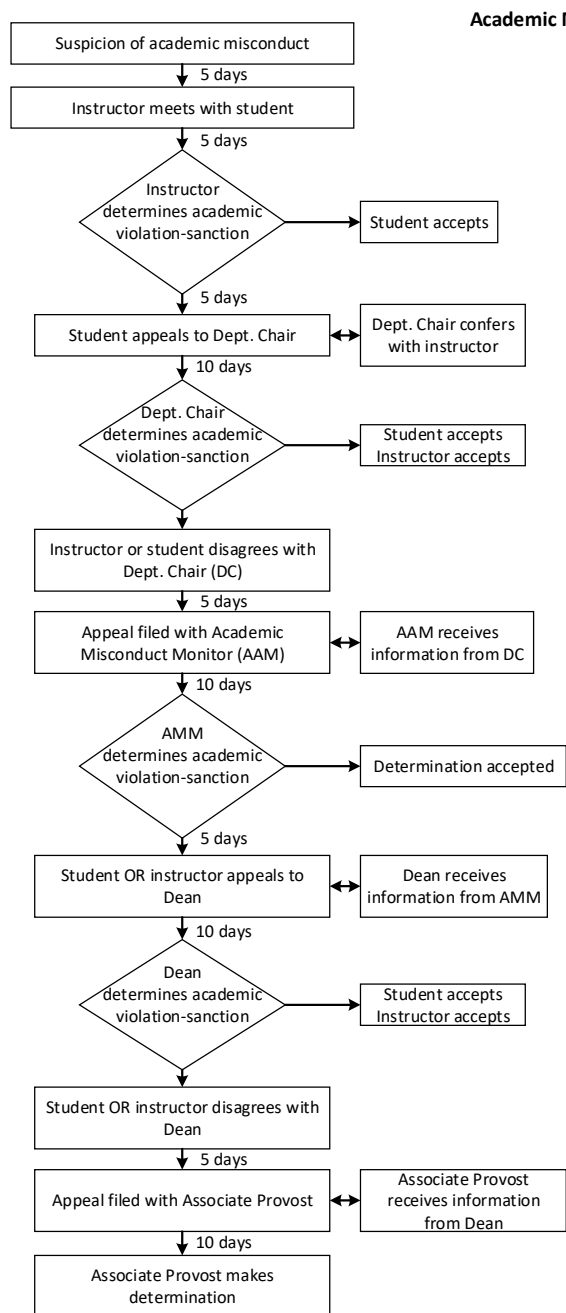 Academic
Suspicion of academic misconduct
5 days
Instructor meets with student
5 days
Instructor
determines academic
violation-sanction
Student accepts
5 days
Student appeals to Dept. Chair
Dept. Chair confers
with instructor
10 days
Dept. Chair
determines academic
violation-sanction
Student accepts
Instructor accepts
Instructor or student disagrees with
Dept. Chair (DC)
5 days
Appeal filed with Academic
Misconduct Monitor (AAM)
AAM receives
information from DC
10 days
AMM
determines academic
violation-sanction
Determination accepted
5 days
Student OR instructor appeals to
Dean
Dean receives
information from AMM
10 days
Dean
determines academic
violation-sanction
Student accepts
Instructor accepts
Student OR instructor disagrees with
Dean
5 days
Appeal filed with Associate Provost
Associate Provost
receives information
from Dean
10 days
Associate Provost makes
determination